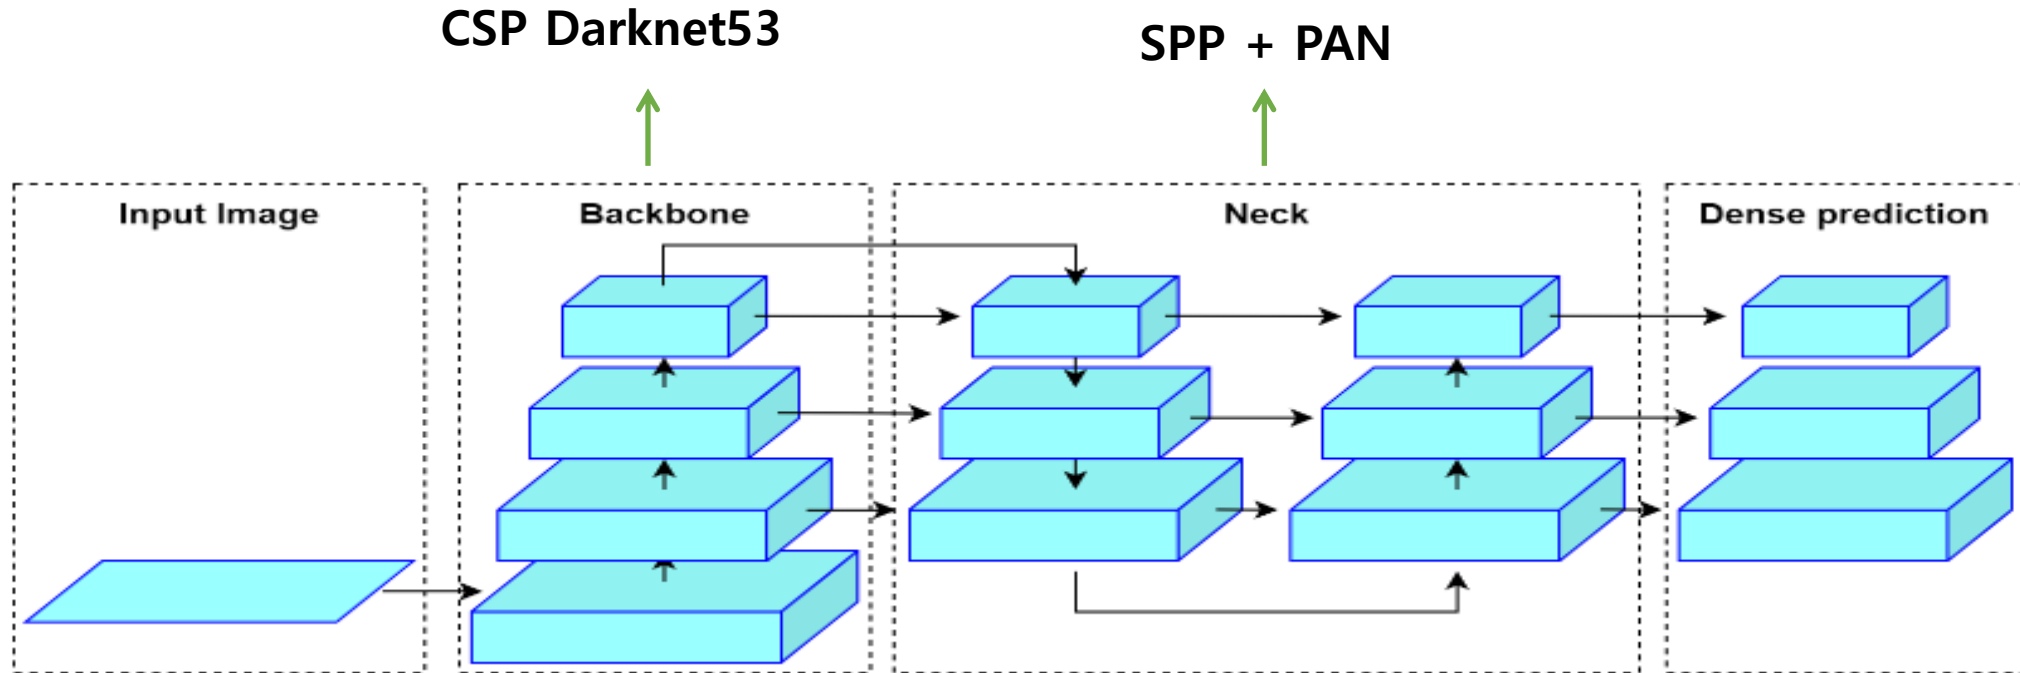 CSP Darknet53
SPP + PAN
Input Image
Backbone
Neck
Dense prediction